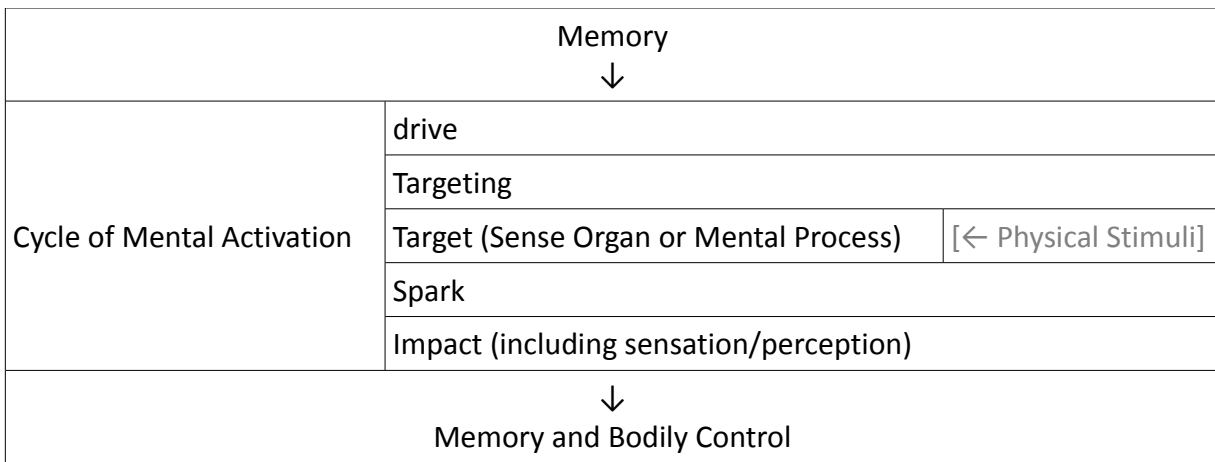 Memory
↓
drive
Targeting
Cycle of Mental Activation
Target (Sense Organ or Mental Process)
[← Physical Stimuli]
Spark
Impact (including sensation/perception)
↓
Memory and Bodily Control